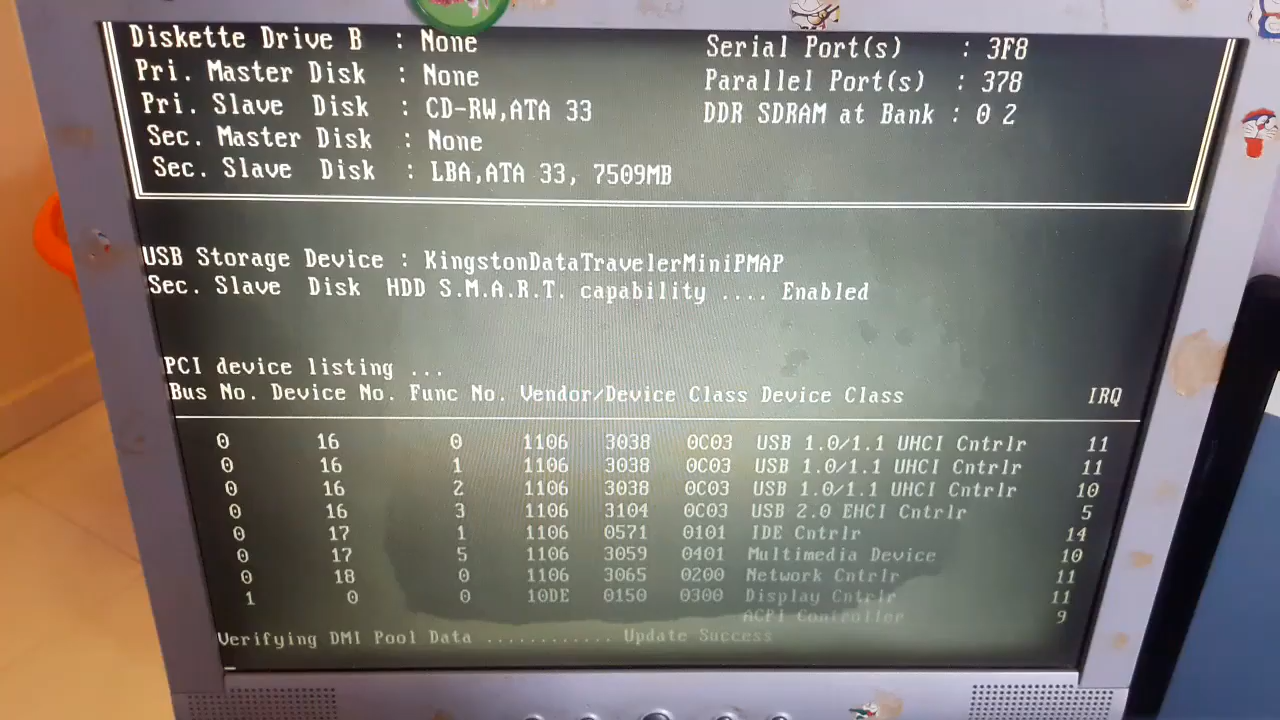 Diskette Drive B : None Serial Port(s) : 3F8
Pri. Master Disk : None Parallel Port(s) : 378
Pri. Slave Disk : CD-RW,ATA 33 DDR SDRAM at Bank : 0 2
Sec. Master Disk : None
Sec. Slave Disk : LBA,ATA 33, 7509MB
USB Storage Device : KingstonDataTravelerMiniPMAP
Sec. Slave Disk HDD S.M.A.R.T. capability .... Enabled
PCI device listing ...
Bus No. Device No. Func No. Vendor/Device Class Device Class IRQ
0 16 0 1106 3038 0C03 USB 1.0/1.1 UHCI Cntrlr 11
0 16 1 1106 3038 0C03 USB 1.0/1.1 UHCI Cntrlr 11
0 16 2 1106 3038 0C03 USB 1.0/1.1 UHCI Cntrlr 10
0 16 3 1106 3104 0C03 USB 2.0 EHCI Cntrlr 5
0 17 1 1106 0571 0101 IDE Cntrlr 14
0 17 5 1106 3059 0401 Multimedia Device 10
0 18 0 1106 3065 0200 Network Cntrlr 11
1 0 0 10DE 0150 0300 Display Cntrlr 11
ACPI Controller 9
Verifying DMI Pool Data ............ Update Success